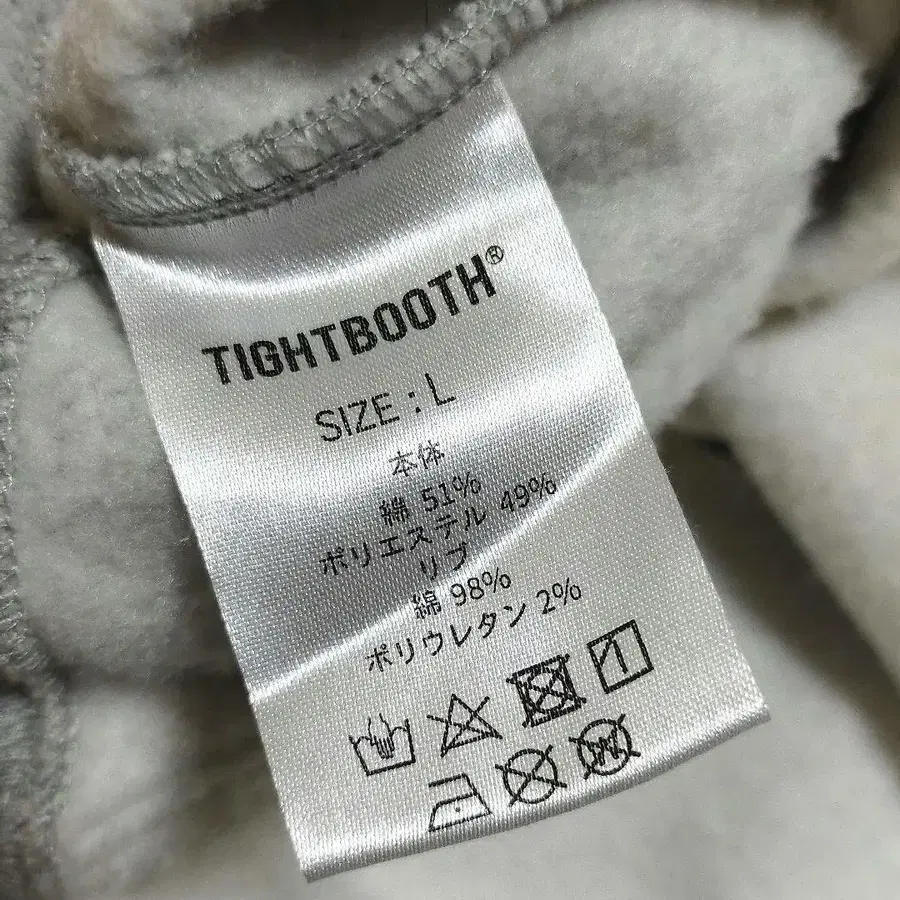 TIGHTBOOTH®
SIZE : L
本体
綿 51%
ポリエステル 49%
リブ
綿 98%
ポリウレタン 2%
W